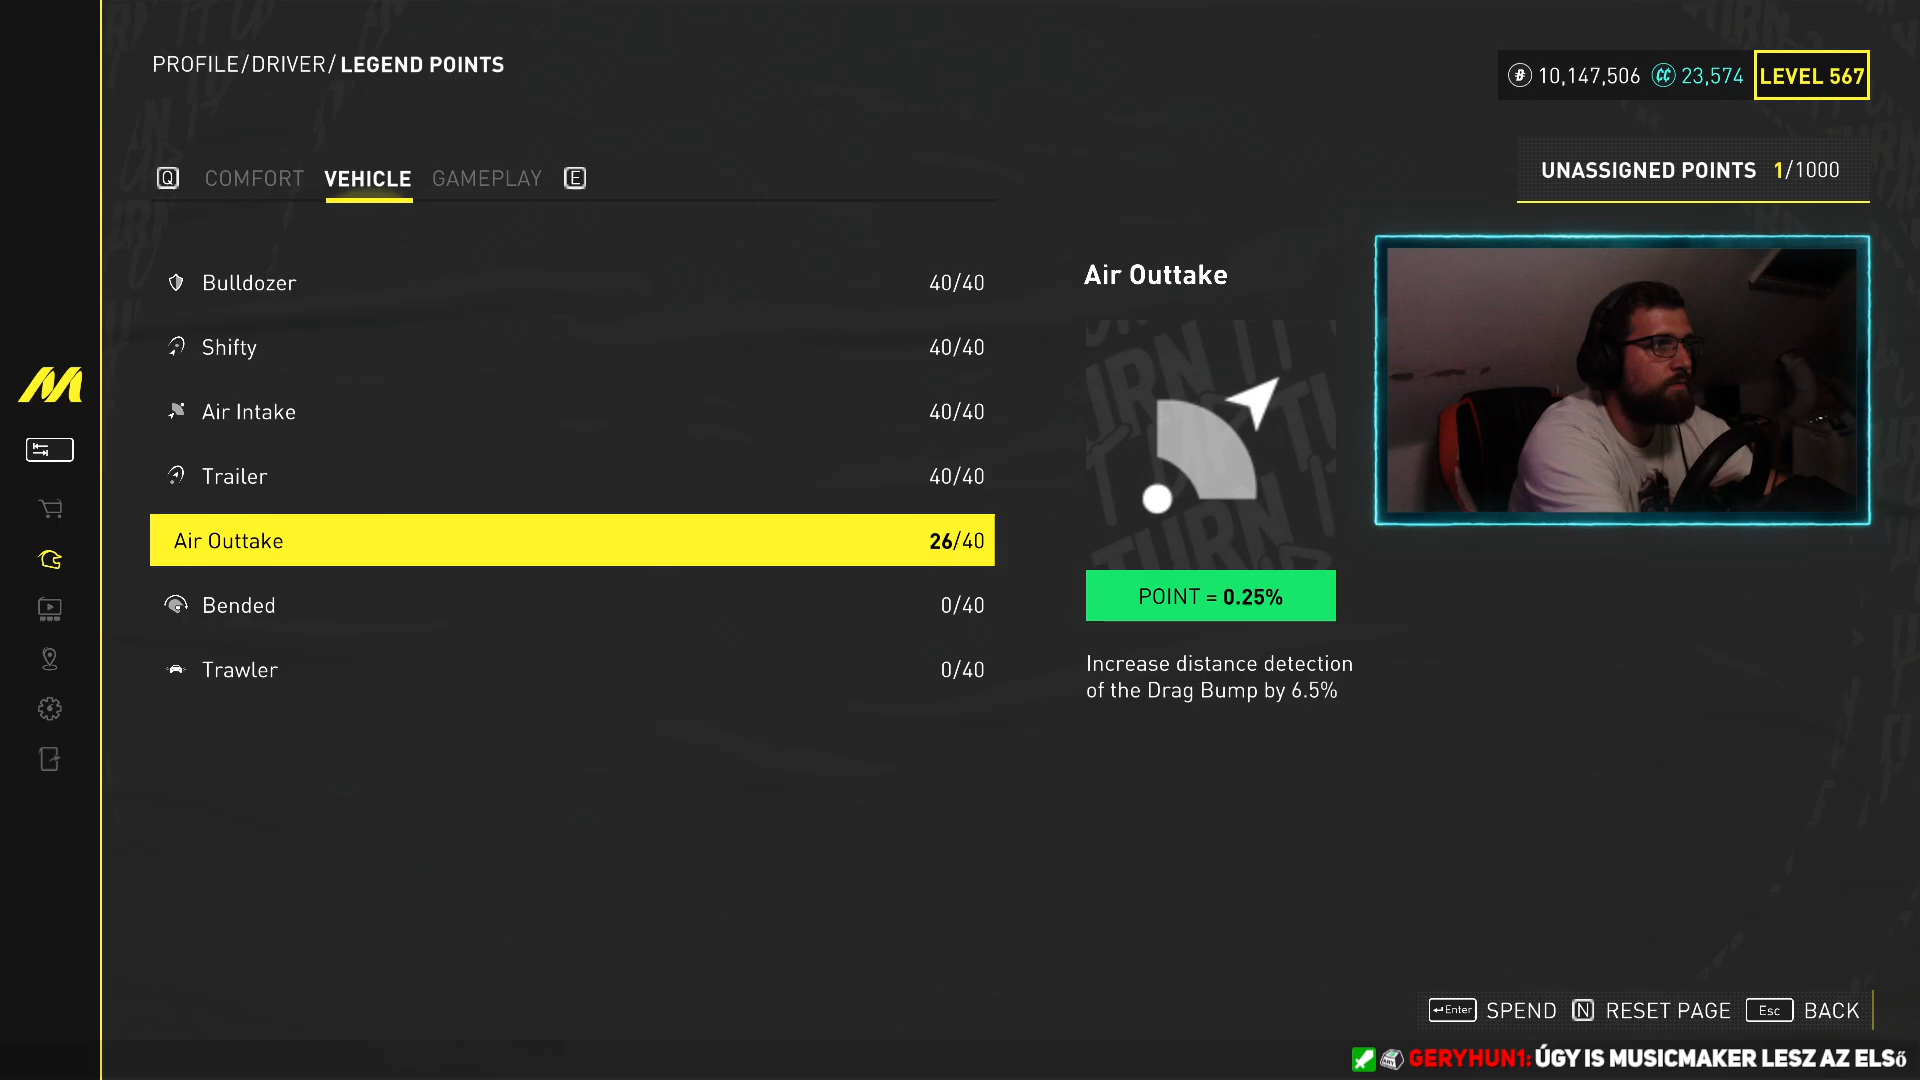 PROFILE/DRIVER/LEGEND POINTS
10,147,506 23,574 LEVEL 567
Q COMFORT VEHICLE GAMEPLAY E
UNASSIGNED POINTS 1/1000
Bulldozer 40/40
Shifty 40/40
Air Intake 40/40
Trailer 40/40
Air Outtake 26/40
Bended 0/40
Trawler 0/40
Air Outtake
POINT = 0.25%
Increase distance detection
of the Drag Bump by 6.5%
Enter SPEND N RESET PAGE Esc BACK
GERYHUN1: ÚGY IS MUSICMAKER LESZ AZ ELSő